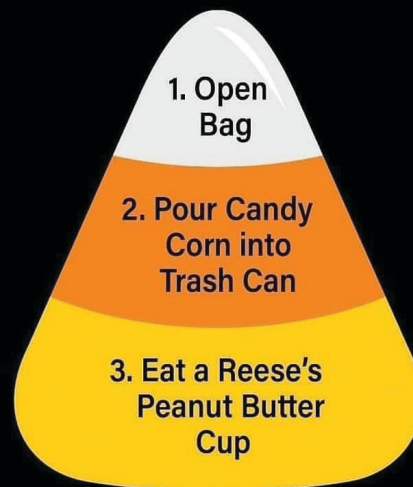 1. Open
Bag
2. Pour Candy
Corn into
Trash Can
3. Eat a Reese's
Peanut Butter
Cup